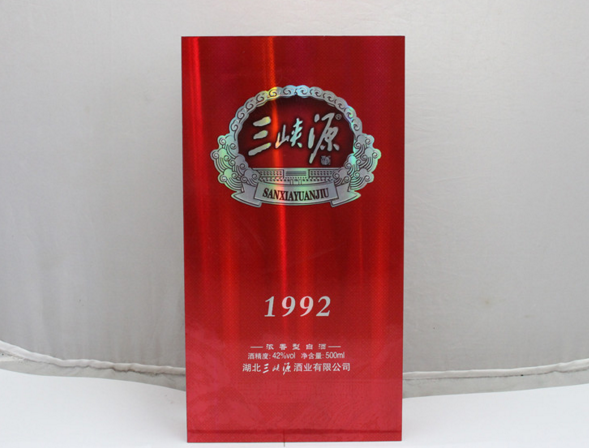 三峡源
SANXIAYUANJIU
1992
浓香型白酒
酒精度: 42%vol 净含量: 500ml
湖北三峡源酒业有限公司